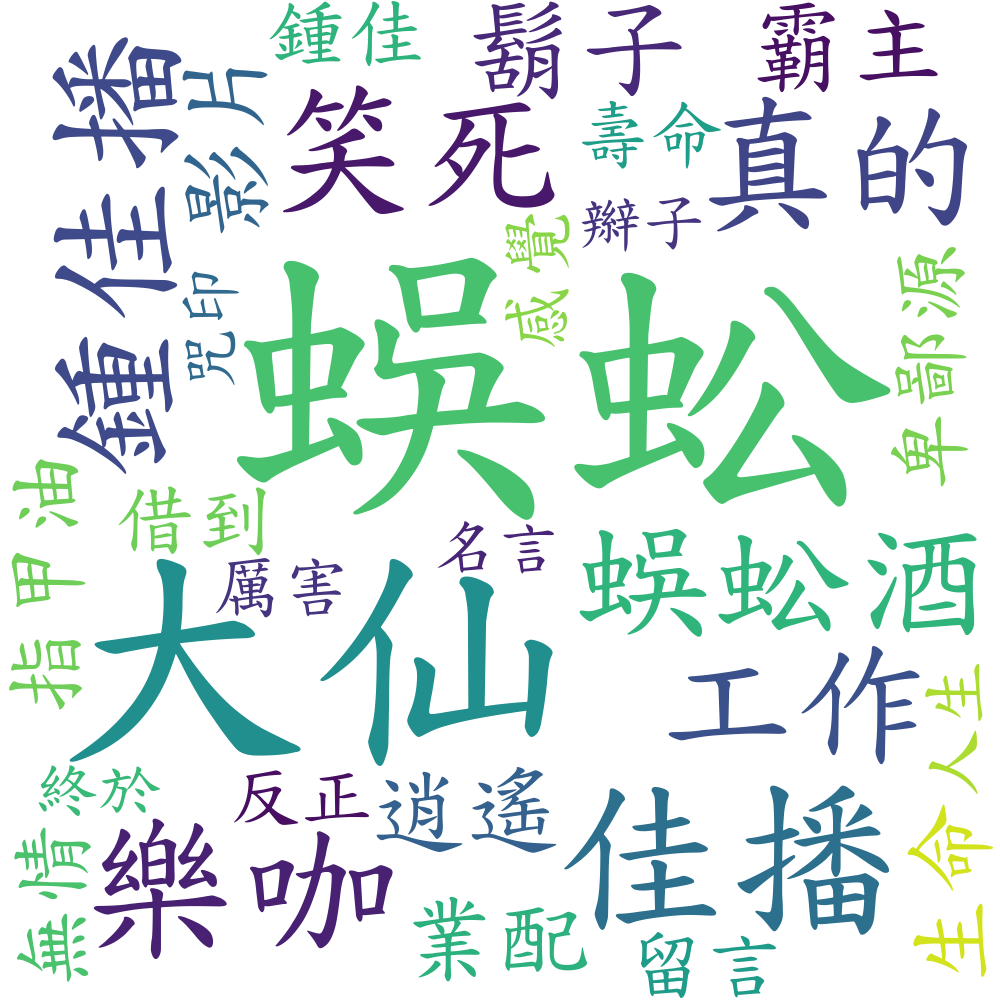 鍾佳
鬍子
霸主
鍾佳播
影片
笑死
壽命
真的
辮子
感覺
咒印
蜈蚣
卑鄙源
指甲油
借到
名言
厲害
蜈蚣酒
大仙
工作
人生
生命
終於
反正
逍遙
佳播
無情
樂咖
業配
留言